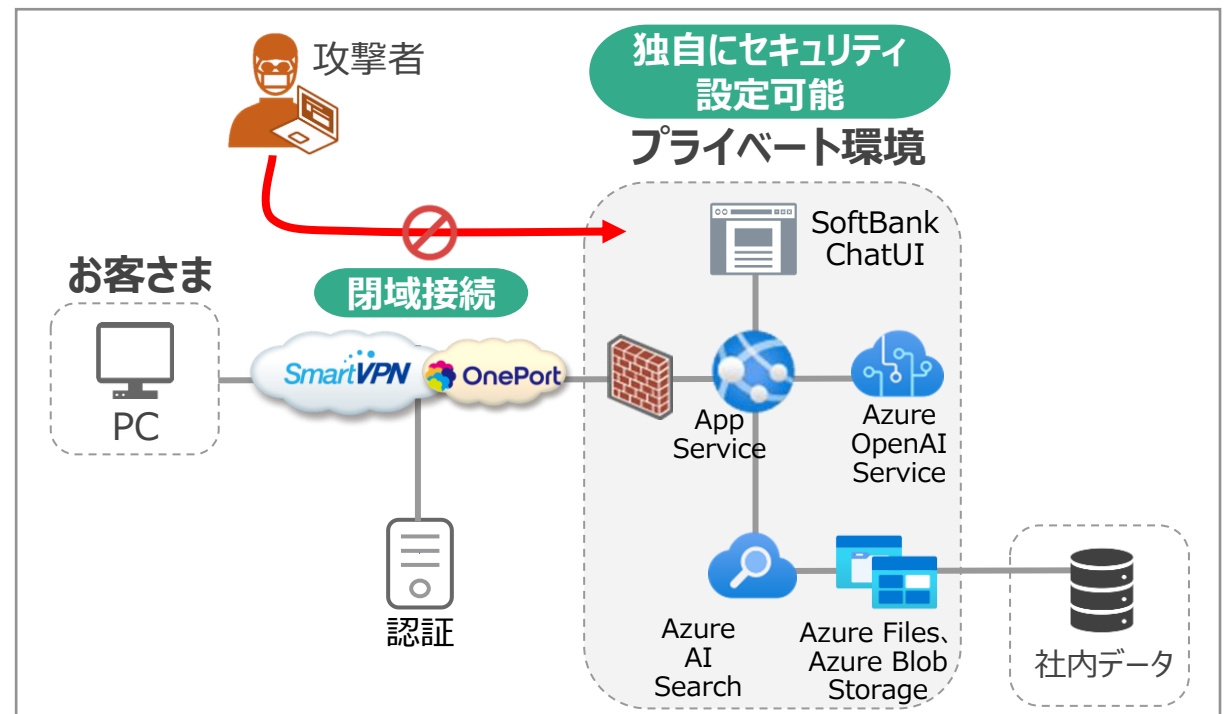 攻撃者
独自にセキュリティ
設定可能
プライベート環境
SoftBank
ChatUI
お客さま
閉域接続
SmartVPN
OnePort
PC
App
Service
Azure
OpenAI
Service
認証
Azure
AI
Search
Azure Files、
Azure Blob
Storage
社内データ